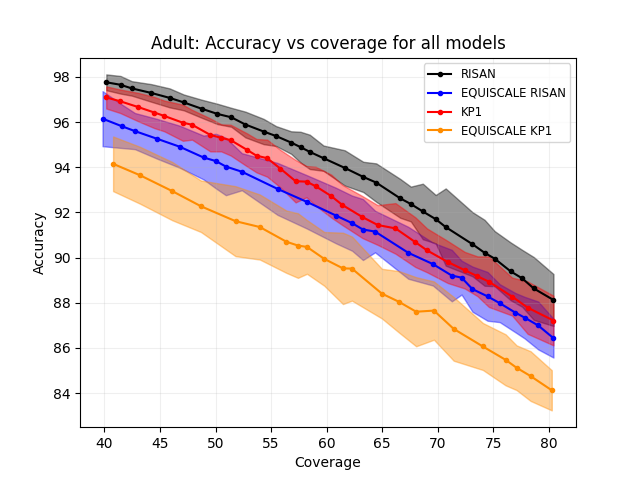 Adult: Accuracy vs coverage for all models
RISAN
EQUISCALE RISAN
KP1
EQUISCALE KP1
98
96
94
92
90
88
86
84
Accuracy
40 45 50 55 60 65 70 75 80
Coverage